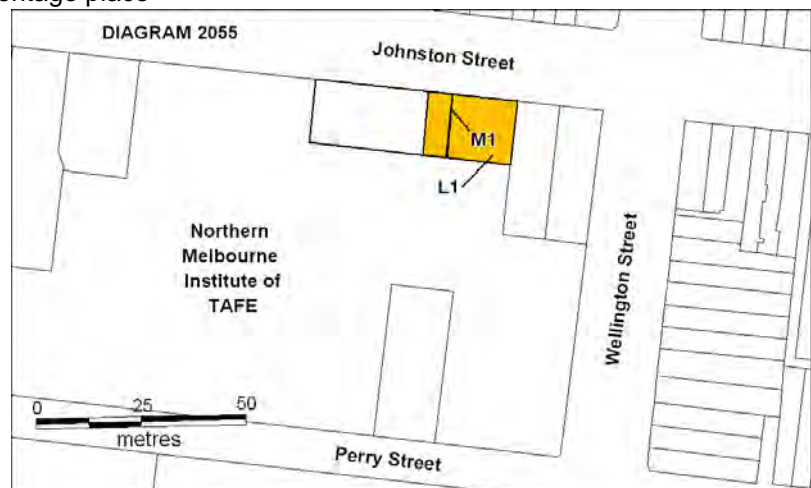 DIAGRAM 2055
Johnston Street
M1
L1
Northern
Melbourne
Institute of
TAFE
Wellington Street
0 25 50
metres
Perry Street